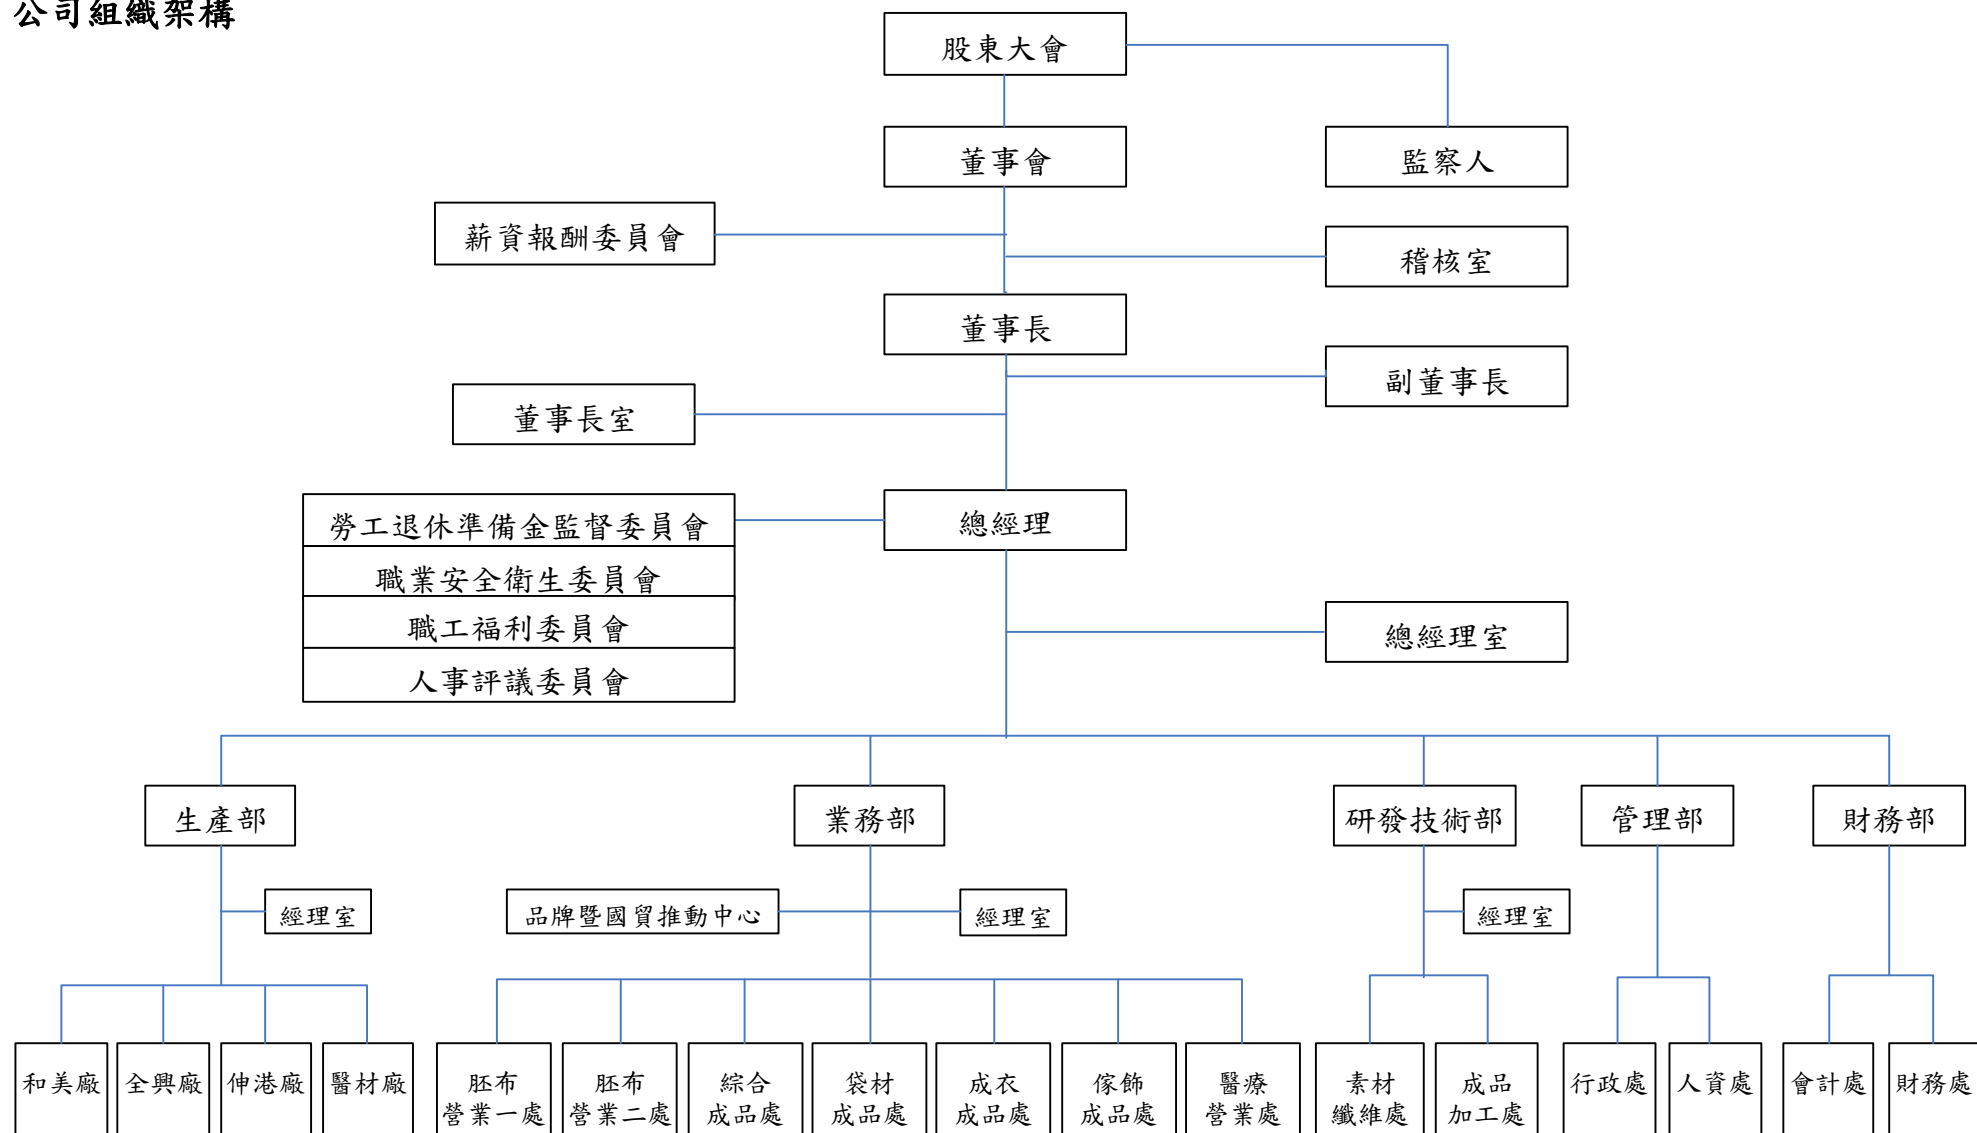 公司組織架構
股東大會
董事會
監察人
薪資報酬委員會
稽核室
董事長
副董事長
董事長室
總經理
勞工退休準備金監督委員會
職業安全衛生委員會
職工福利委員會
人事評議委員會
總經理室
生產部
業務部
研發技術部
管理部
財務部
經理室
品牌暨國貿推動中心
經理室
經理室
和美廠
全興廠
伸港廠
醫材廠
胚布
營業一處
胚布
營業二處
綜合
成品處
袋材
成品處
成衣
成品處
傢飾
成品處
醫療
營業處
素材
纖維處
成品
加工處
行政處
人資處
會計處
財務處